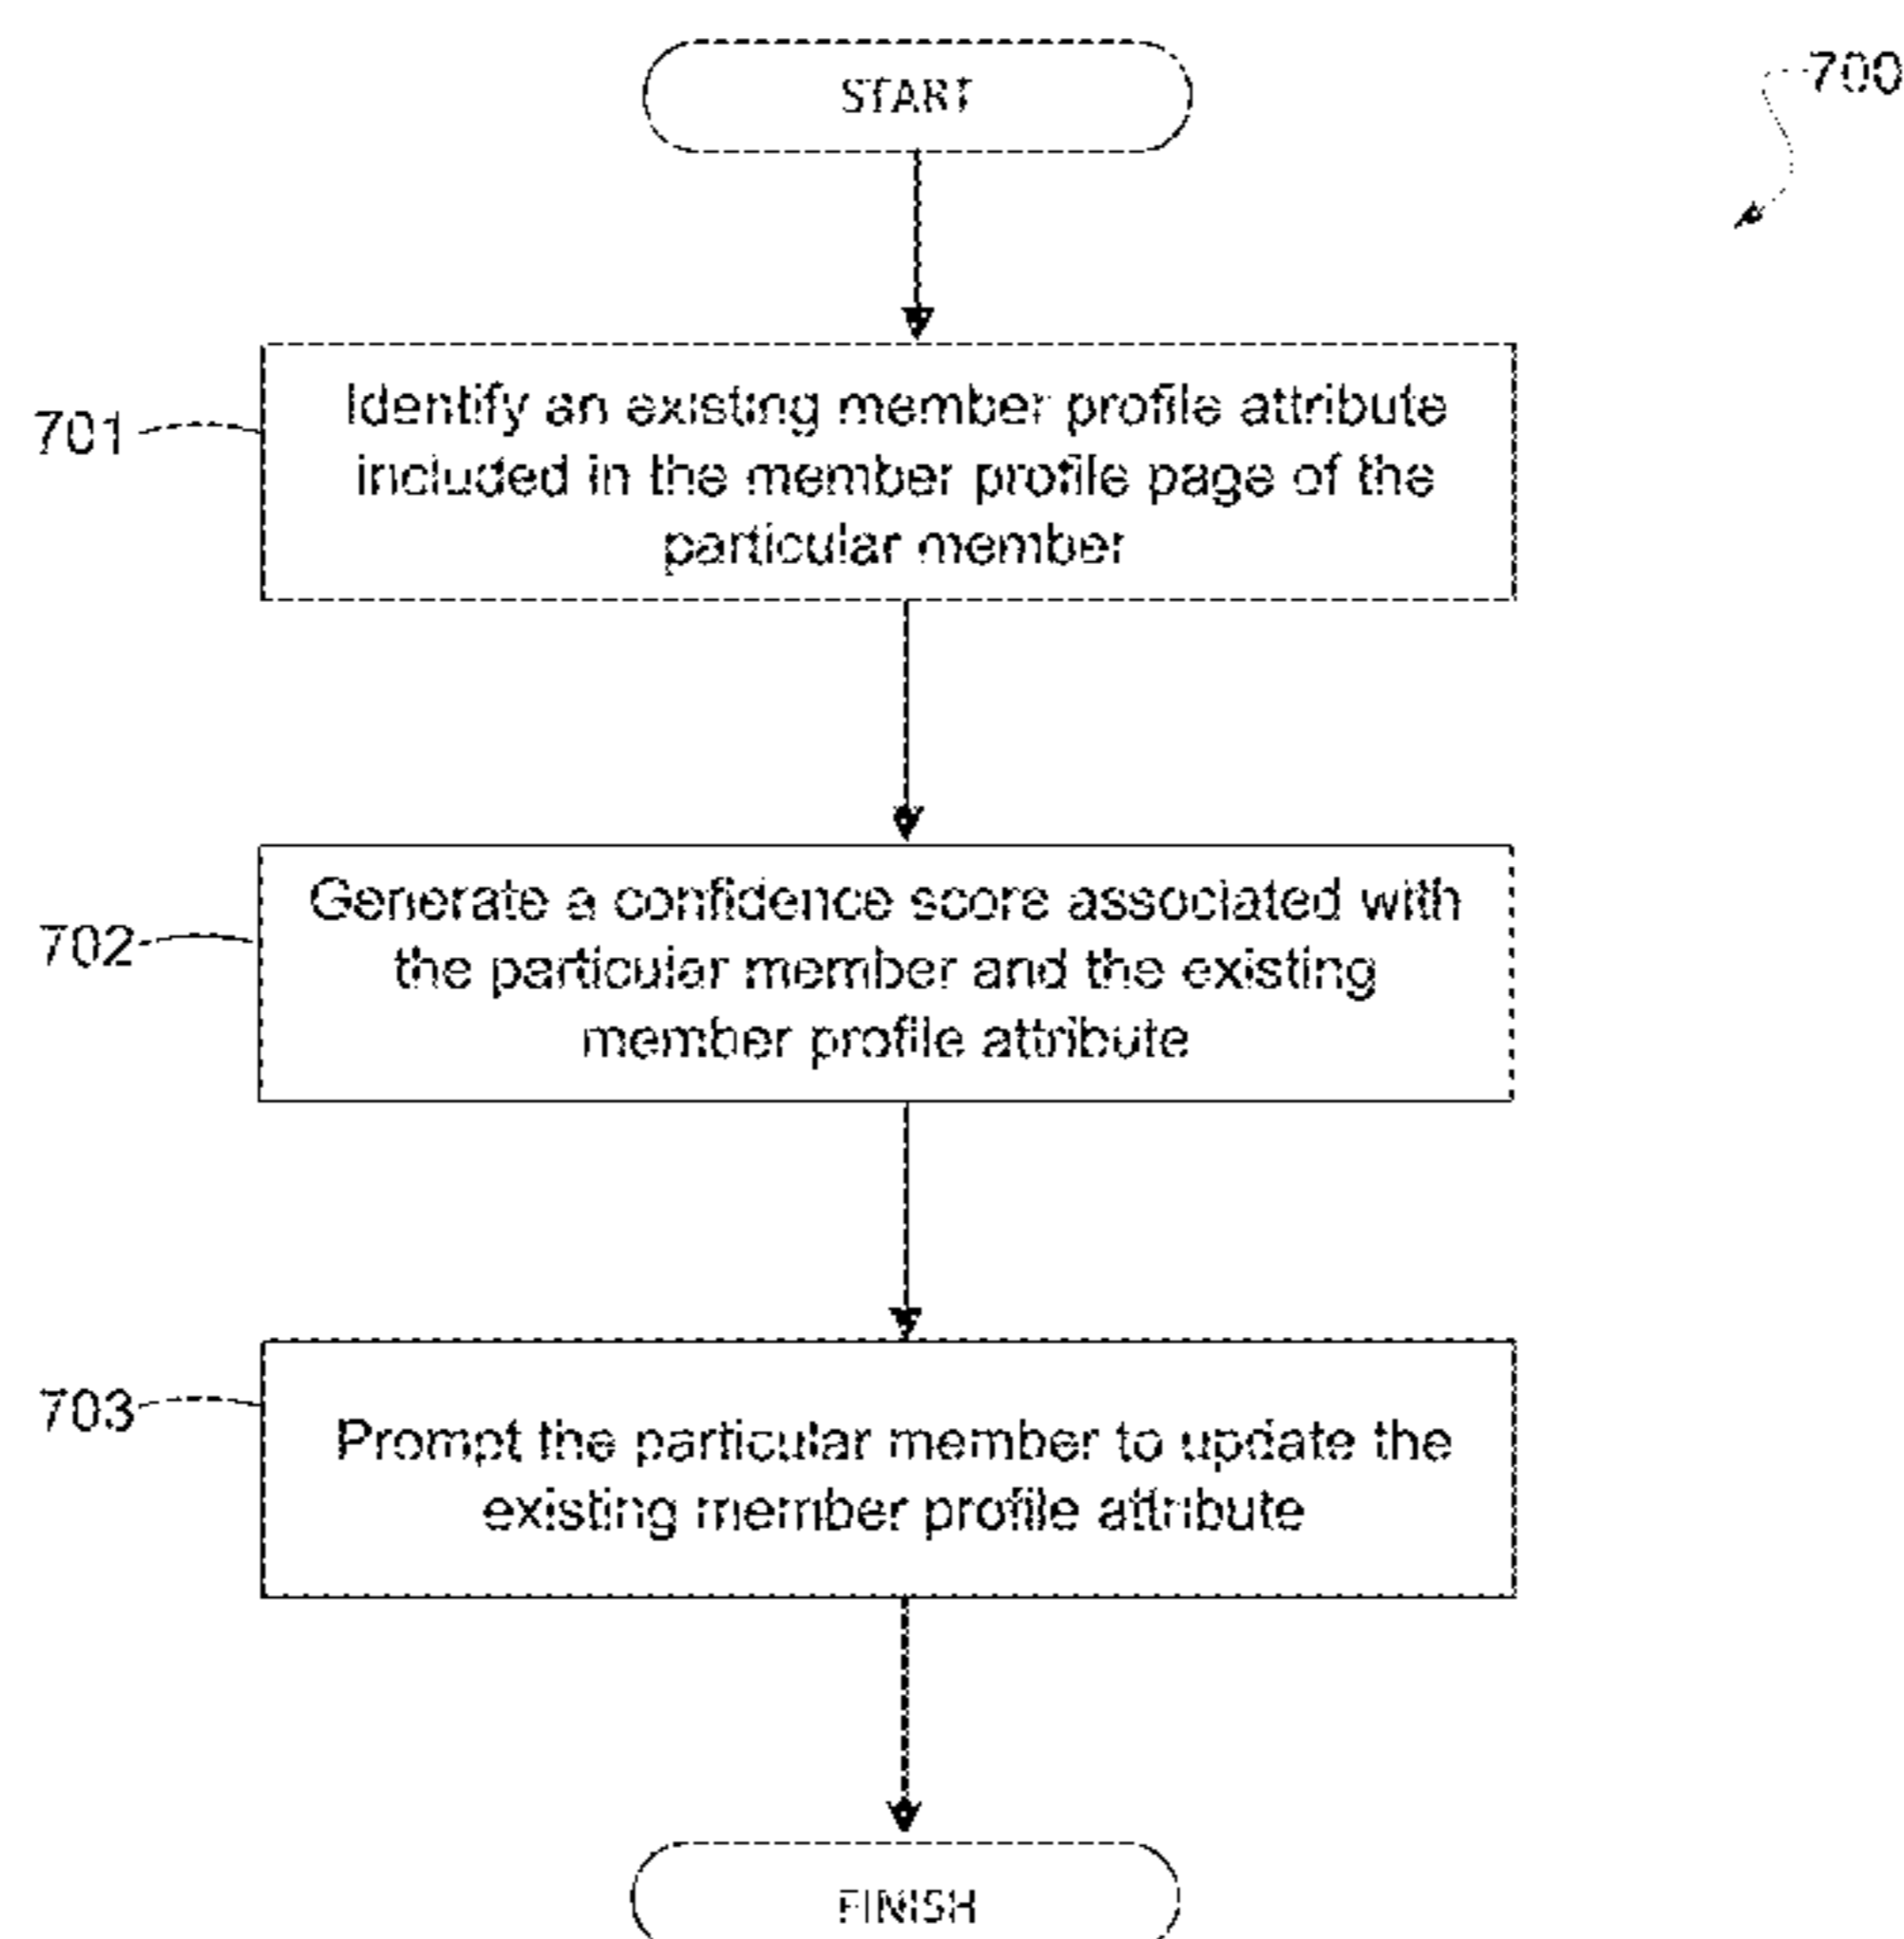 START
700
701
Identify an existing member profile attribute
included in the member profile page of the
particular member
702
Generate a confidence score associated with
the particular member and the existing
member profile attribute
703
Prompt the particular member to update the
existing member profile attribute
FINISH